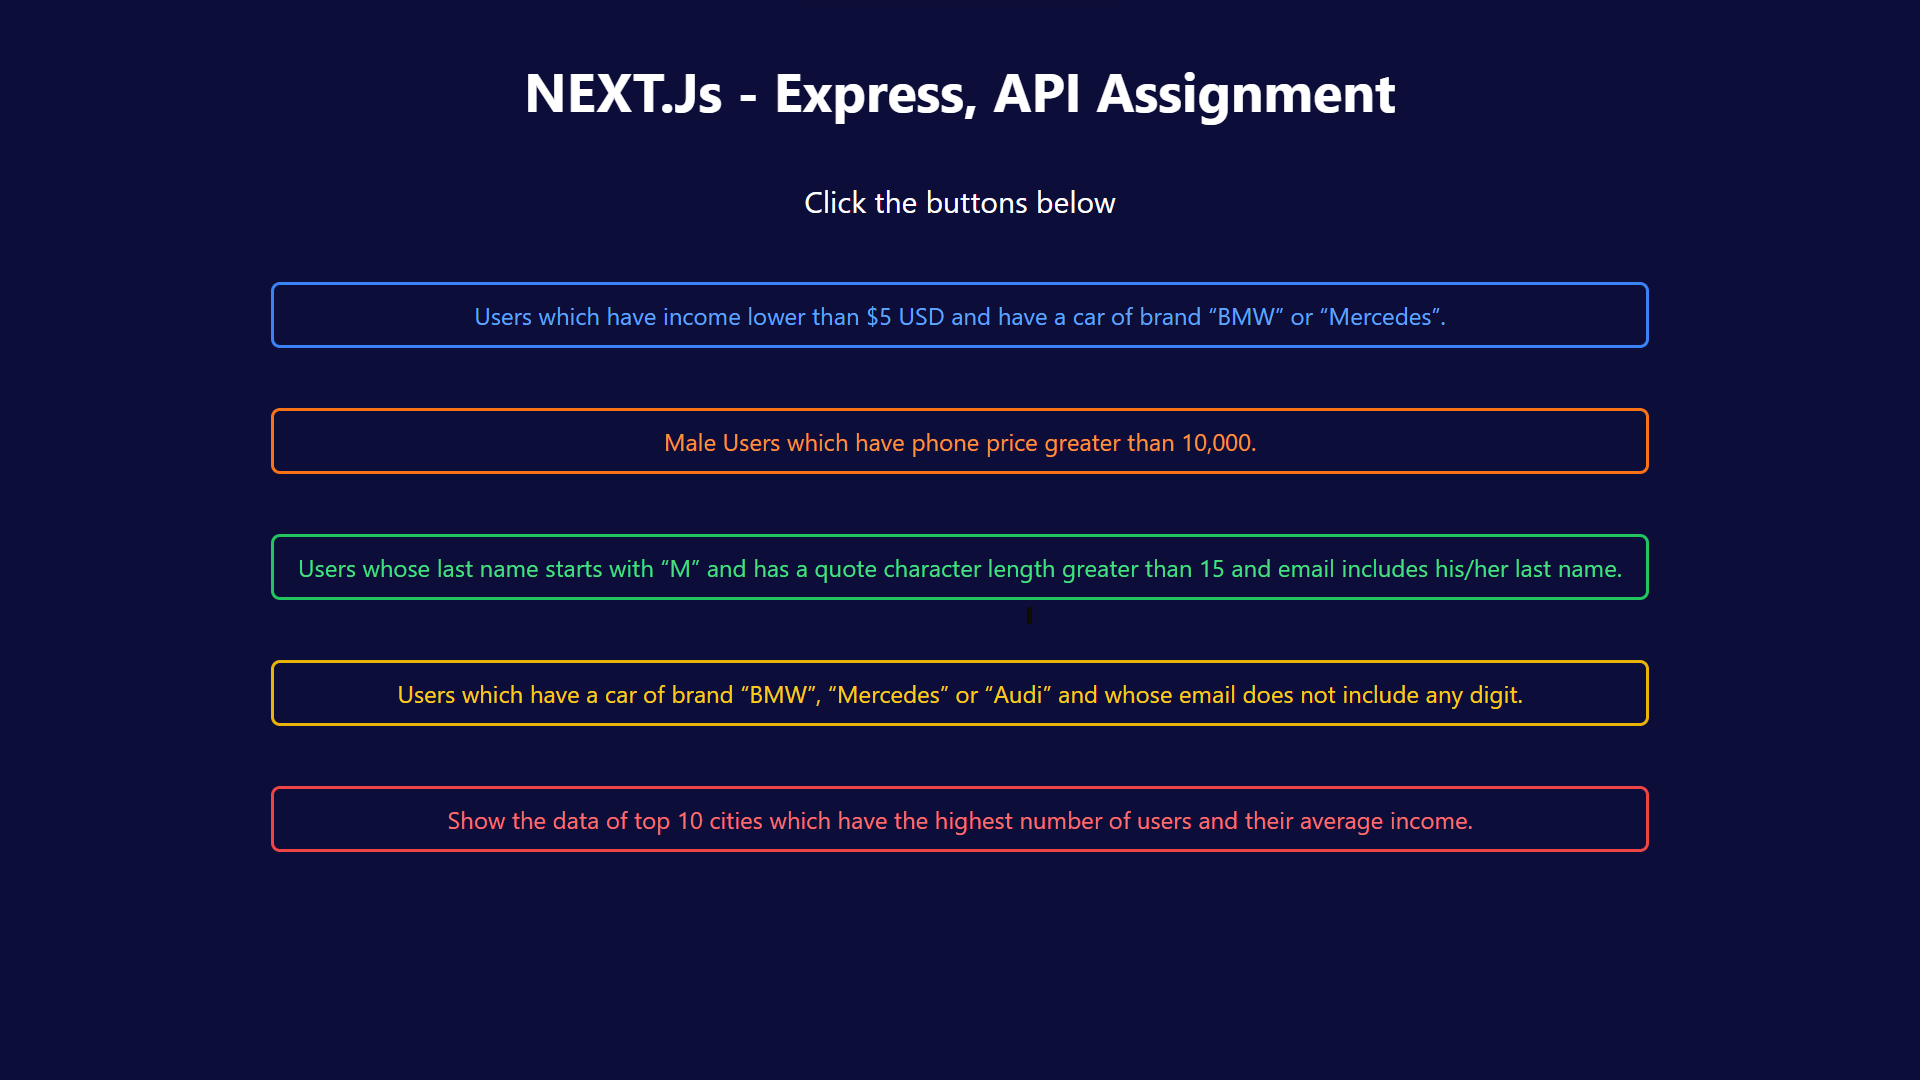 NEXT.Js - Express, API Assignment
Click the buttons below
Users which have income lower than $5 USD and have a car of brand “BMW” or “Mercedes”.
Male Users which have phone price greater than 10,000.
Users whose last name starts with “M” and has a quote character length greater than 15 and email includes his/her last name.
Users which have a car of brand “BMW”, “Mercedes” or “Audi” and whose email does not include any digit.
Show the data of top 10 cities which have the highest number of users and their average income.